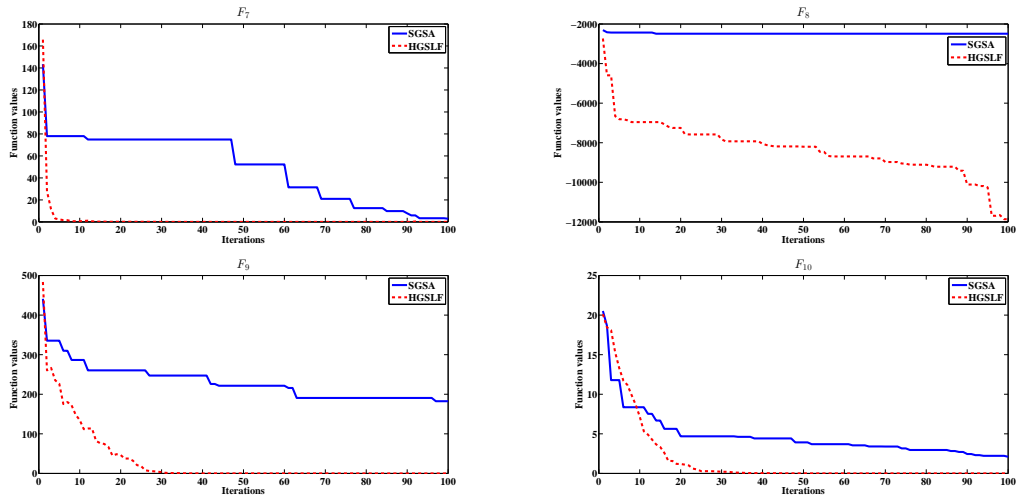 F7
180
160
140
120
100
80
60
40
20
0
Function values
0 10 20 30 40 50 60 70 80 90 100
Iterations
SGSA
HGSLF
F8
−2000
−4000
−6000
−8000
−10000
−12000
Function values
0 10 20 30 40 50 60 70 80 90 100
Iterations
SGSA
HGSLF
F9
500
400
300
200
100
0
Function values
0 10 20 30 40 50 60 70 80 90 100
Iterations
SGSA
HGSLF
F10
25
20
15
10
5
0
Function values
0 10 20 30 40 50 60 70 80 90 100
Iterations
SGSA
HGSLF